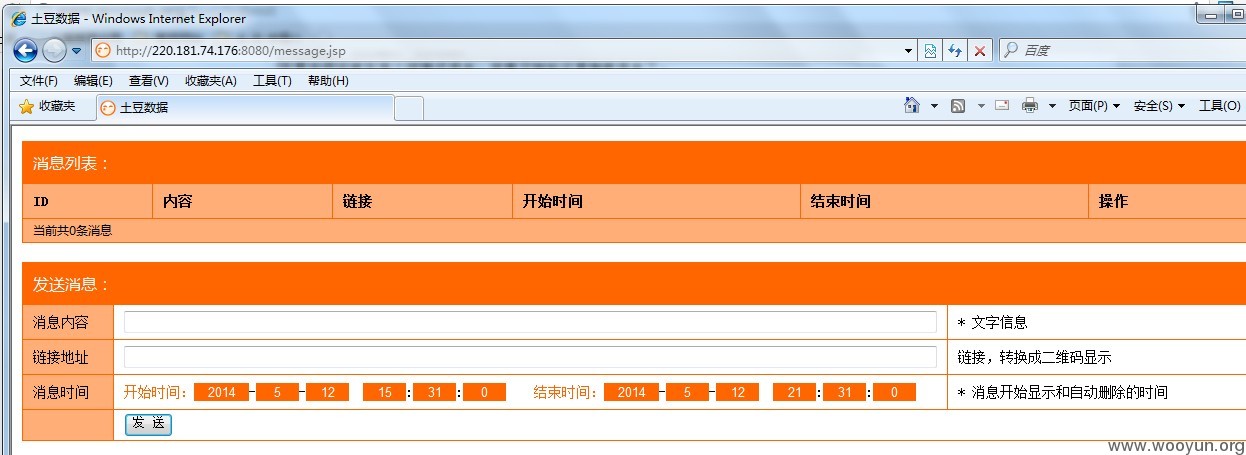 土豆数据 - Windows Internet Explorer
http://220.181.74.176:8080/message.jsp
百度
文件(F) 编辑(E) 查看(V) 收藏夹(A) 工具(T) 帮助(H)
收藏夹 土豆数据 页面(P) 安全(S) 工具(O)
消息列表：
ID 内容 链接 开始时间 结束时间 操作
当前共0条消息
发送消息：
消息内容 * 文字信息
链接地址 链接，转换成二维码显示
消息时间 开始时间： 2014-5-12 15:31:0 结束时间： 2014-5-12 21:31:0 * 消息开始显示和自动删除的时间
发 送
www.wooyun.org